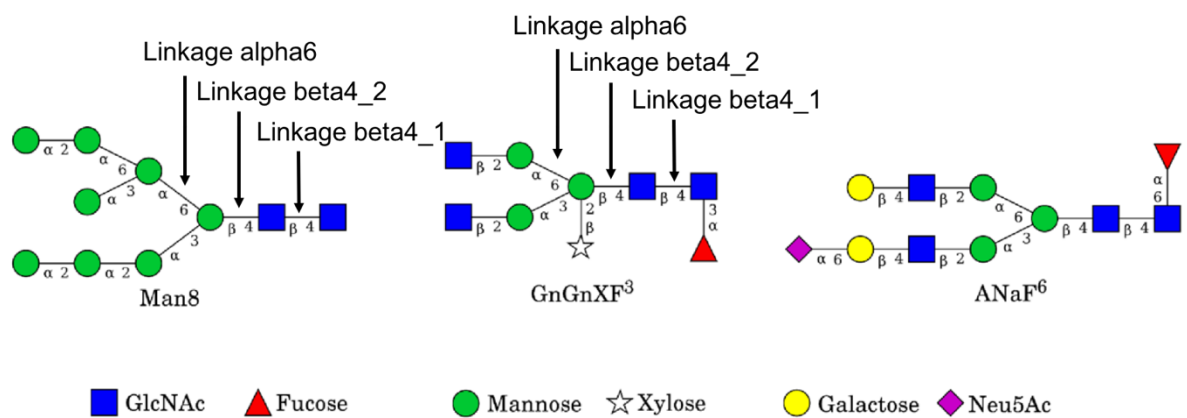 Linkage alpha6
Linkage beta4_2
Linkage beta4_1
α 2
α 6
α 3
α 6
β 4
β 4
α 3
α 2
α 2
Man8
Linkage alpha6
Linkage beta4_2
Linkage beta4_1
β 2
α 6
β 4
β 4
β 2
α 3
2 β
3 α
GnGnXF³
β 4
β 2
α 6
β 4
β 4
α 6
α 6
β 4
β 2
α 3
ANaF⁶
GlcNAc
Fucose
Mannose
Xylose
Galactose
Neu5Ac